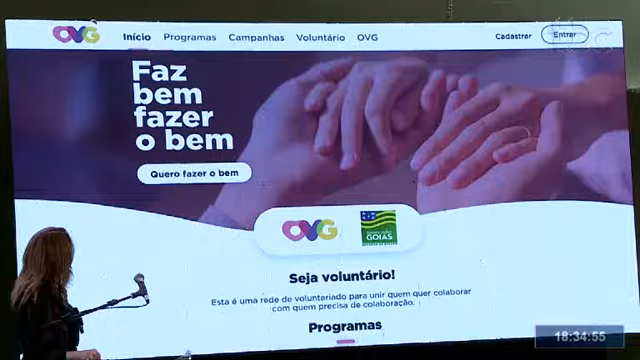 OVG
Início Programas Campanhas Voluntário OVG
Cadastrar Entrar
Faz
bem
fazer
o bem
Quero fazer o bem
OVG
GOIÁS
Seja voluntário!
Esta é uma rede de voluntariado para unir quem quer colaborar
com quem precisa de colaboração.
Programas
18:34:55